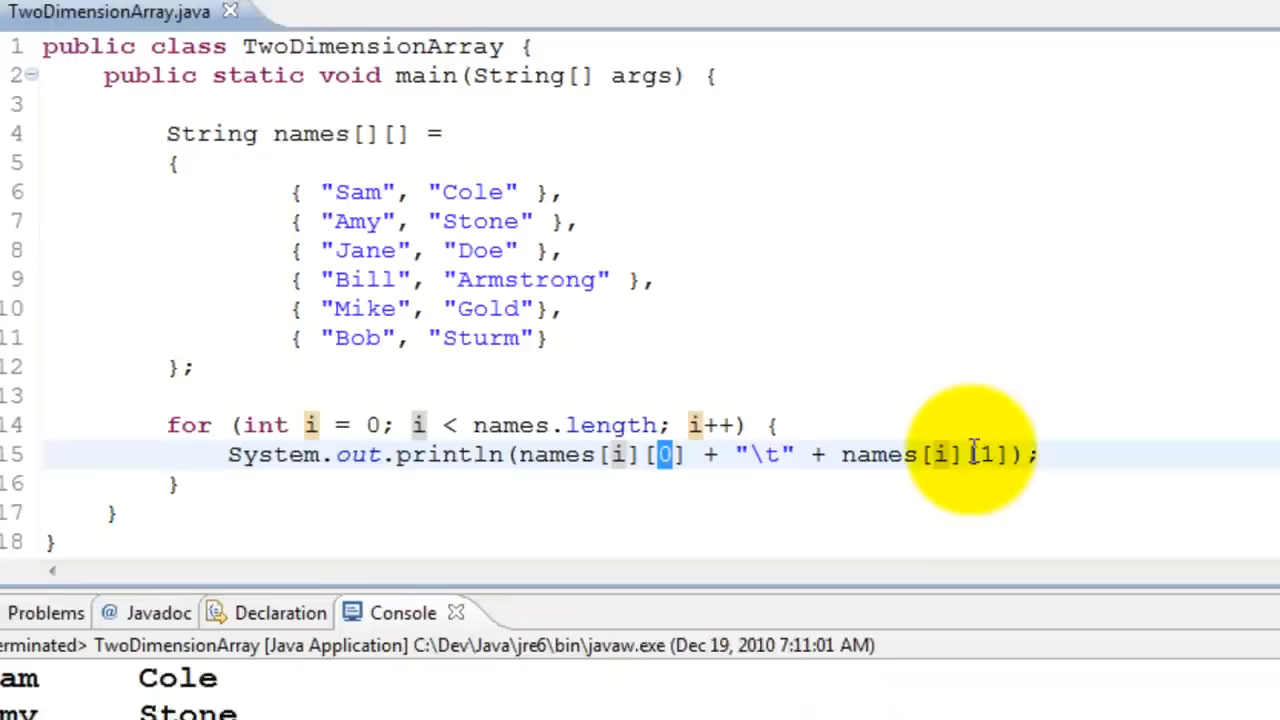 TwoDimensionArray.java
1 public class TwoDimensionArray {
2 public static void main(String[] args) {
3
4 String names[][] =
5 {
6 { "Sam", "Cole" },
7 { "Amy", "Stone" },
8 { "Jane", "Doe" },
9 { "Bill", "Armstrong" },
10 { "Mike", "Gold"},
11 { "Bob", "Sturm"}
12 };
13
14 for (int i = 0; i < names.length; i++) {
15 System.out.println(names[i][0] + "\t" + names[i][1]);
16 }
17 }
18 }
Problems @ Javadoc Declaration Console
erminated> TwoDimensionArray [Java Application] C:\Dev\Java\jre6\bin\javaw.exe (Dec 19, 2010 7:11:01 AM)
am Cole
my Stone